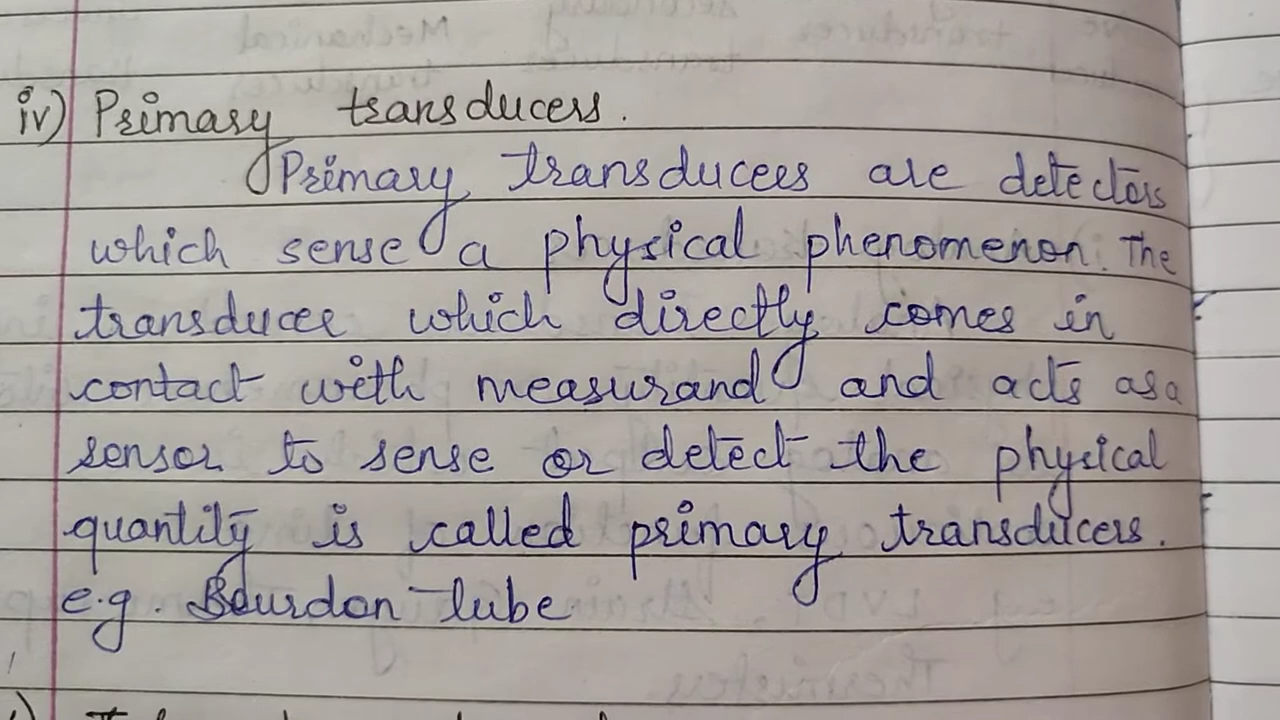 iv) Primary transducers.
Primary transducers are detectors
which sense a physical phenomenon. The
transducer which directly comes in
contact with measurand and acts as a
sensor to sense or detect the physical
quantity is called primary transducers.
e.g. Bourdon tube